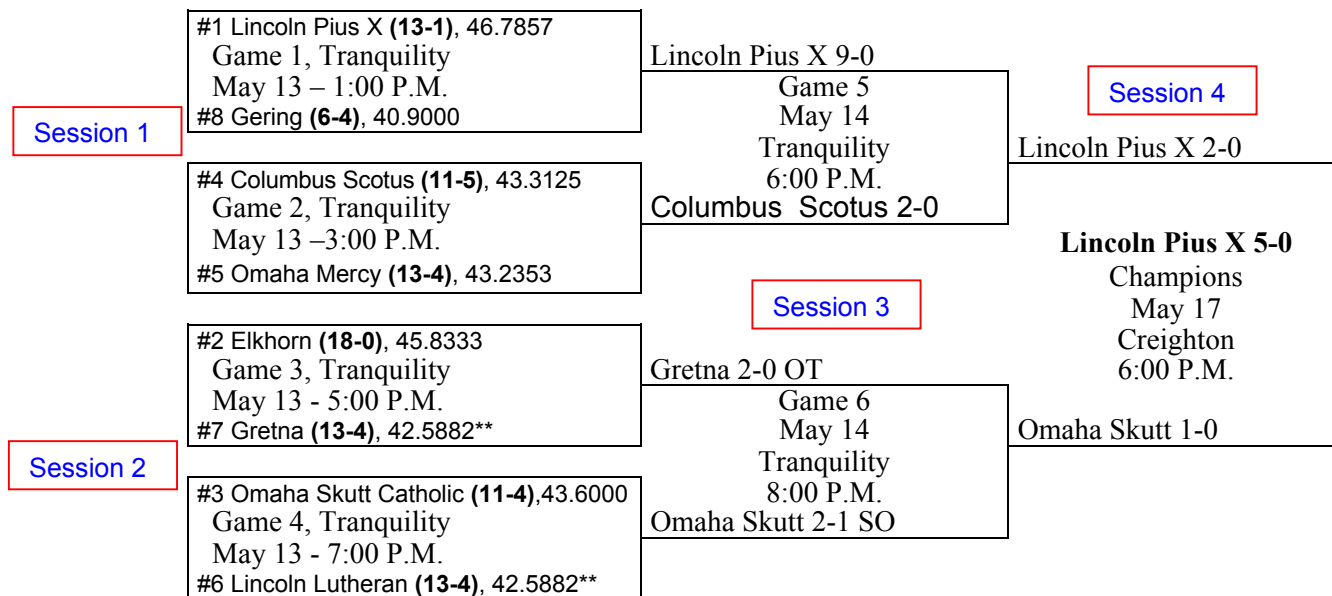 #1 Lincoln Pius X (13-1), 46.7857
Game 1, Tranquility
May 13 – 1:00 P.M.
#8 Gering (6-4), 40.9000
Session 1
#4 Columbus Scotus (11-5), 43.3125
Game 2, Tranquility
May 13 –3:00 P.M.
#5 Omaha Mercy (13-4), 43.2353
#2 Elkhorn (18-0), 45.8333
Game 3, Tranquility
May 13 - 5:00 P.M.
#7 Gretna (13-4), 42.5882**
Session 2
#3 Omaha Skutt Catholic (11-4),43.6000
Game 4, Tranquility
May 13 - 7:00 P.M.
#6 Lincoln Lutheran (13-4), 42.5882**
Lincoln Pius X 9-0
Game 5
May 14
Tranquility
6:00 P.M.
Columbus  Scotus 2-0
Session 3
Gretna 2-0 OT
Game 6
May 14
Tranquility
8:00 P.M.
Omaha Skutt 2-1 SO
Session 4
Lincoln Pius X 2-0
Lincoln Pius X 5-0
Champions
May 17
Creighton
6:00 P.M.
Omaha Skutt 1-0